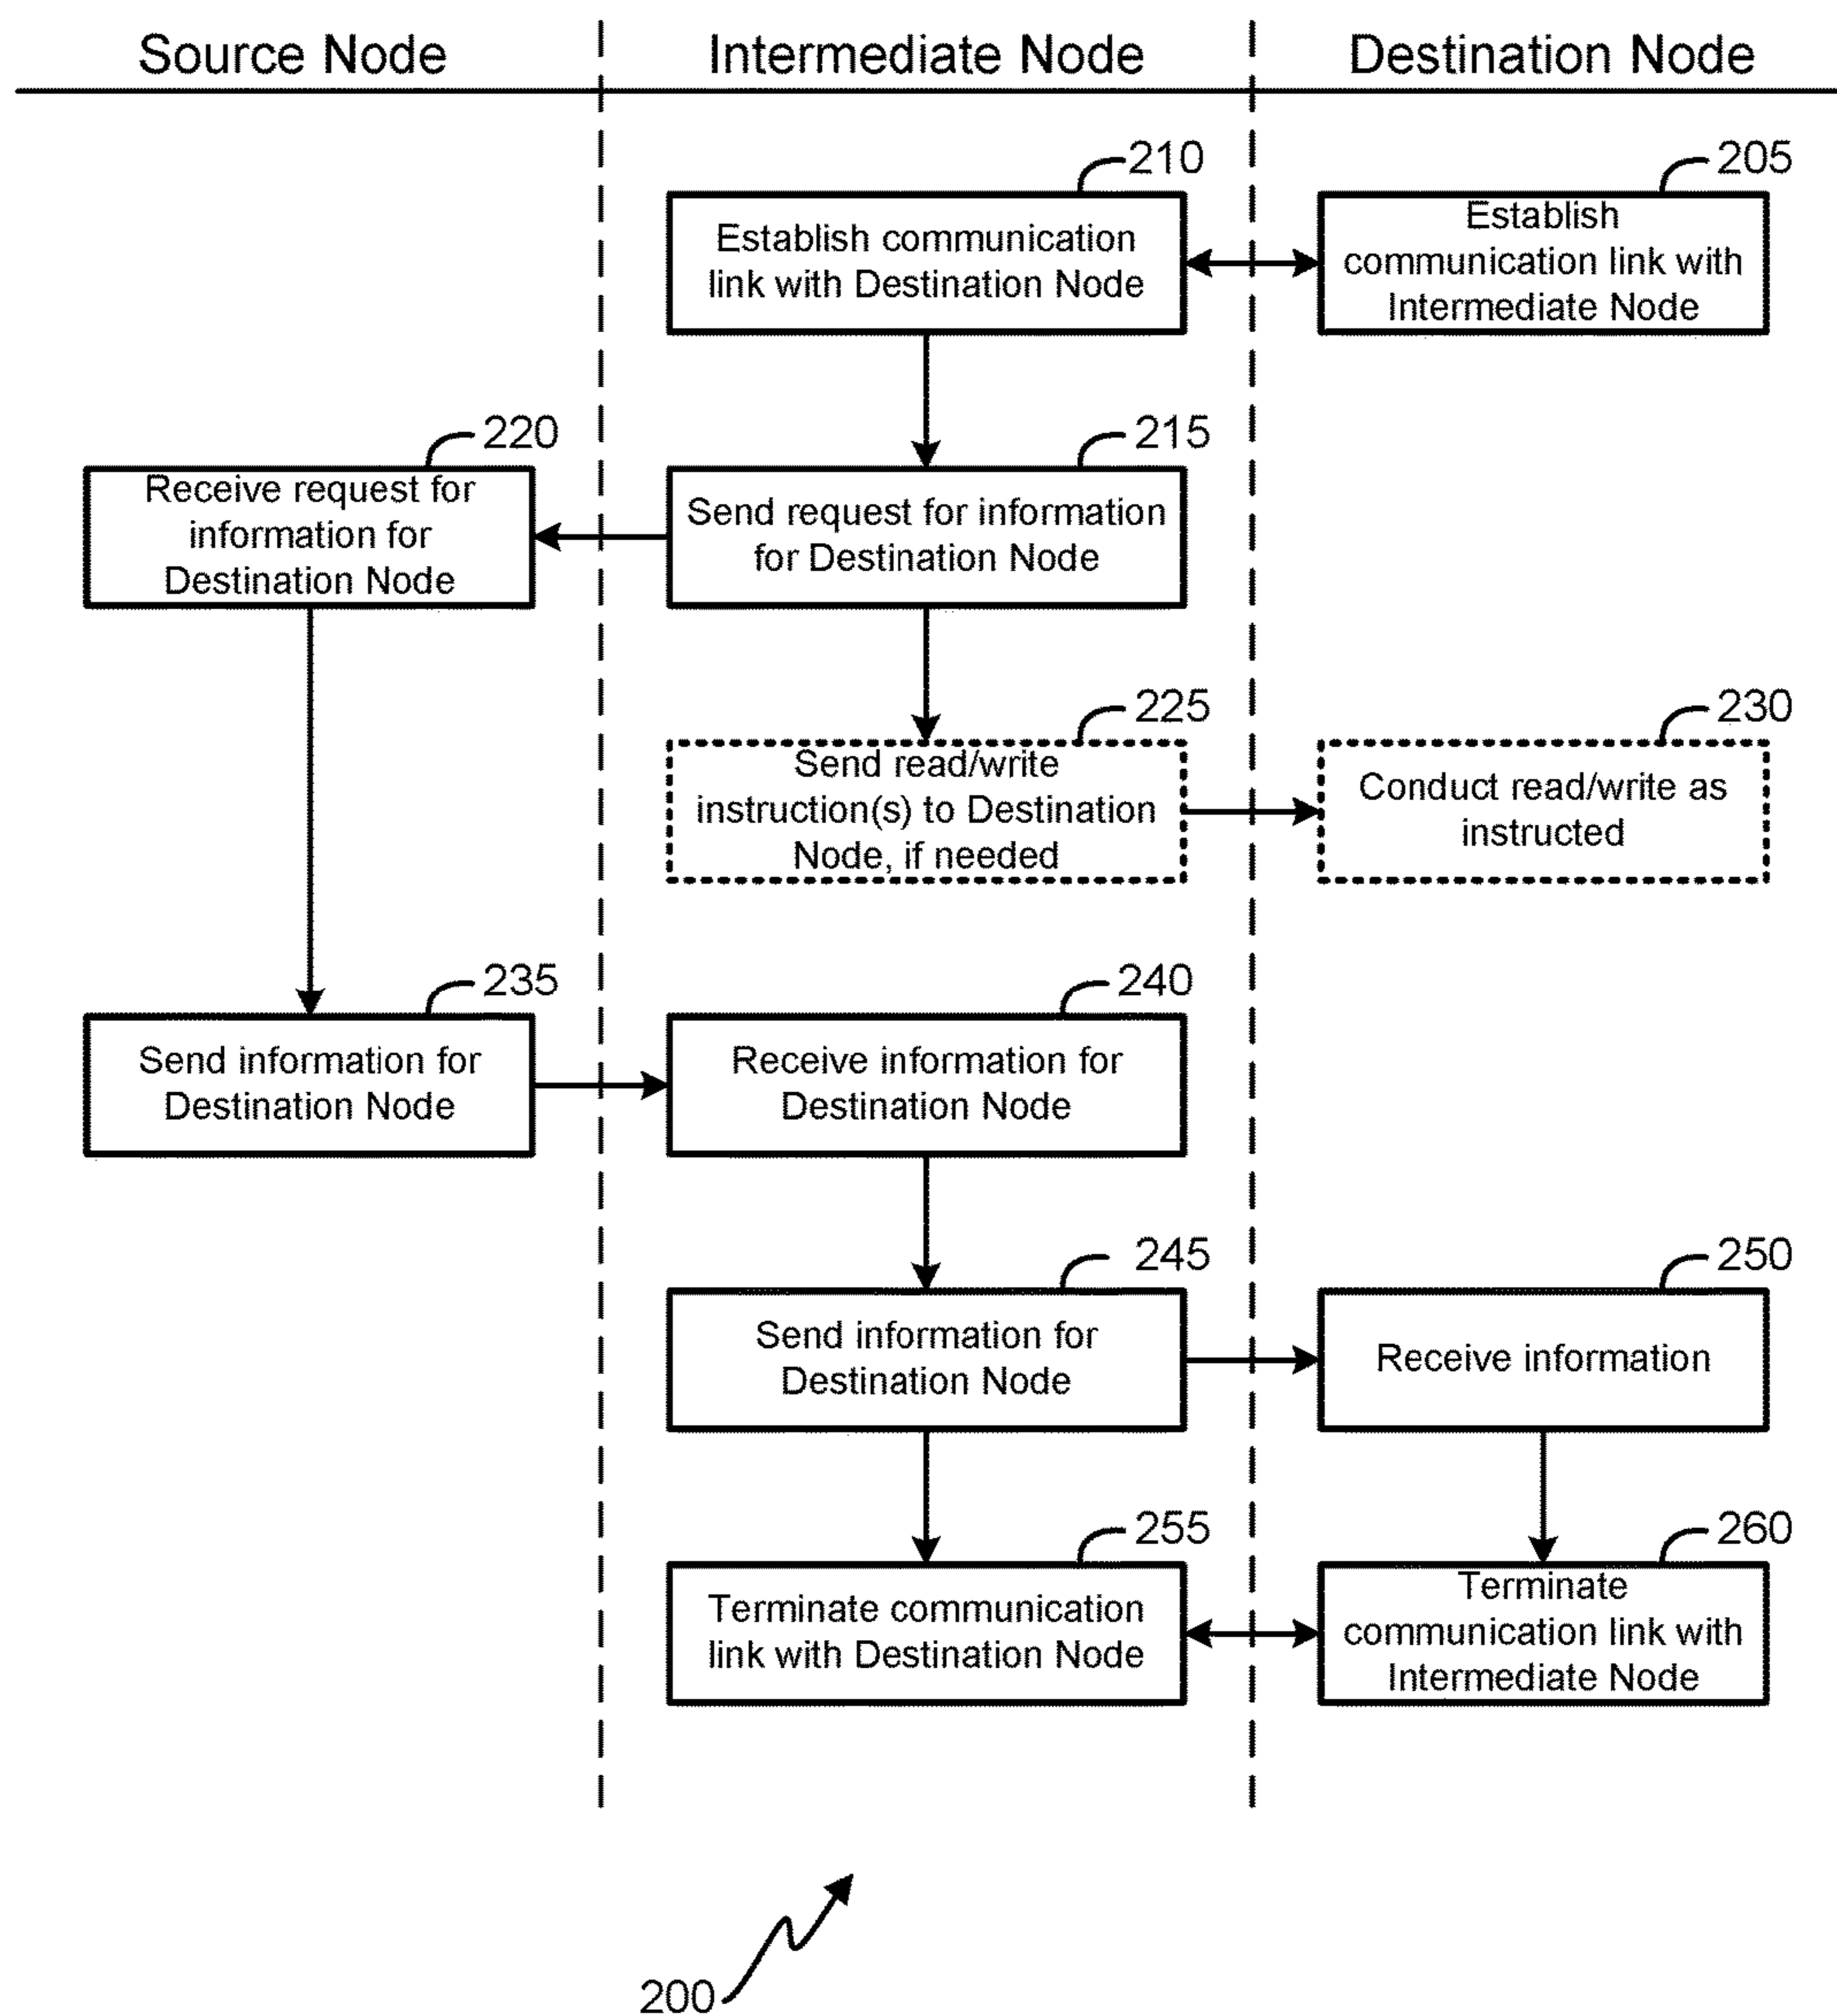 Source Node
Intermediate Node
Destination Node
210
Establish communication
link with Destination Node
205
Establish
communication link with
Intermediate Node
220
Receive request for
information for
Destination Node
215
Send request for information
for Destination Node
225
Send read/write
instruction(s) to Destination
Node, if needed
230
Conduct read/write as
instructed
235
Send information for
Destination Node
240
Receive information for
Destination Node
245
Send information for
Destination Node
250
Receive information
255
Terminate communication
link with Destination Node
260
Terminate
communication link with
Intermediate Node
200